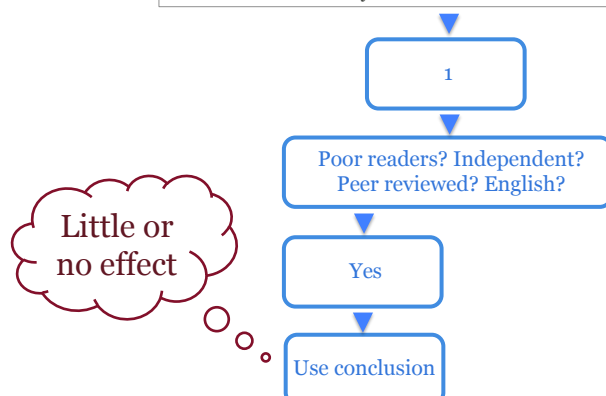 1
Poor readers? Independent?
Peer reviewed? English?
Little or
no effect
Yes
Use conclusion